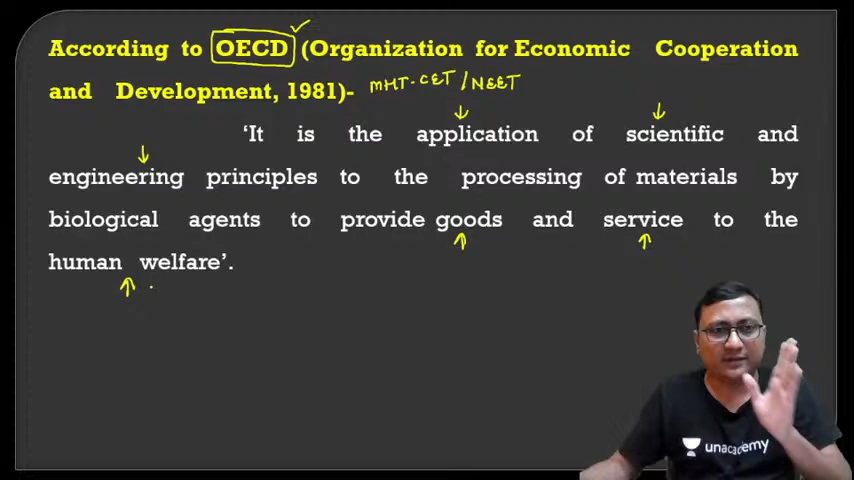 According to OECD (Organization for Economic Cooperation
and Development, 1981)- MHT-CET / NEET
‘It is the application of scientific and
engineering principles to the processing of materials by
biological agents to provide goods and service to the
human welfare’.
unacademy